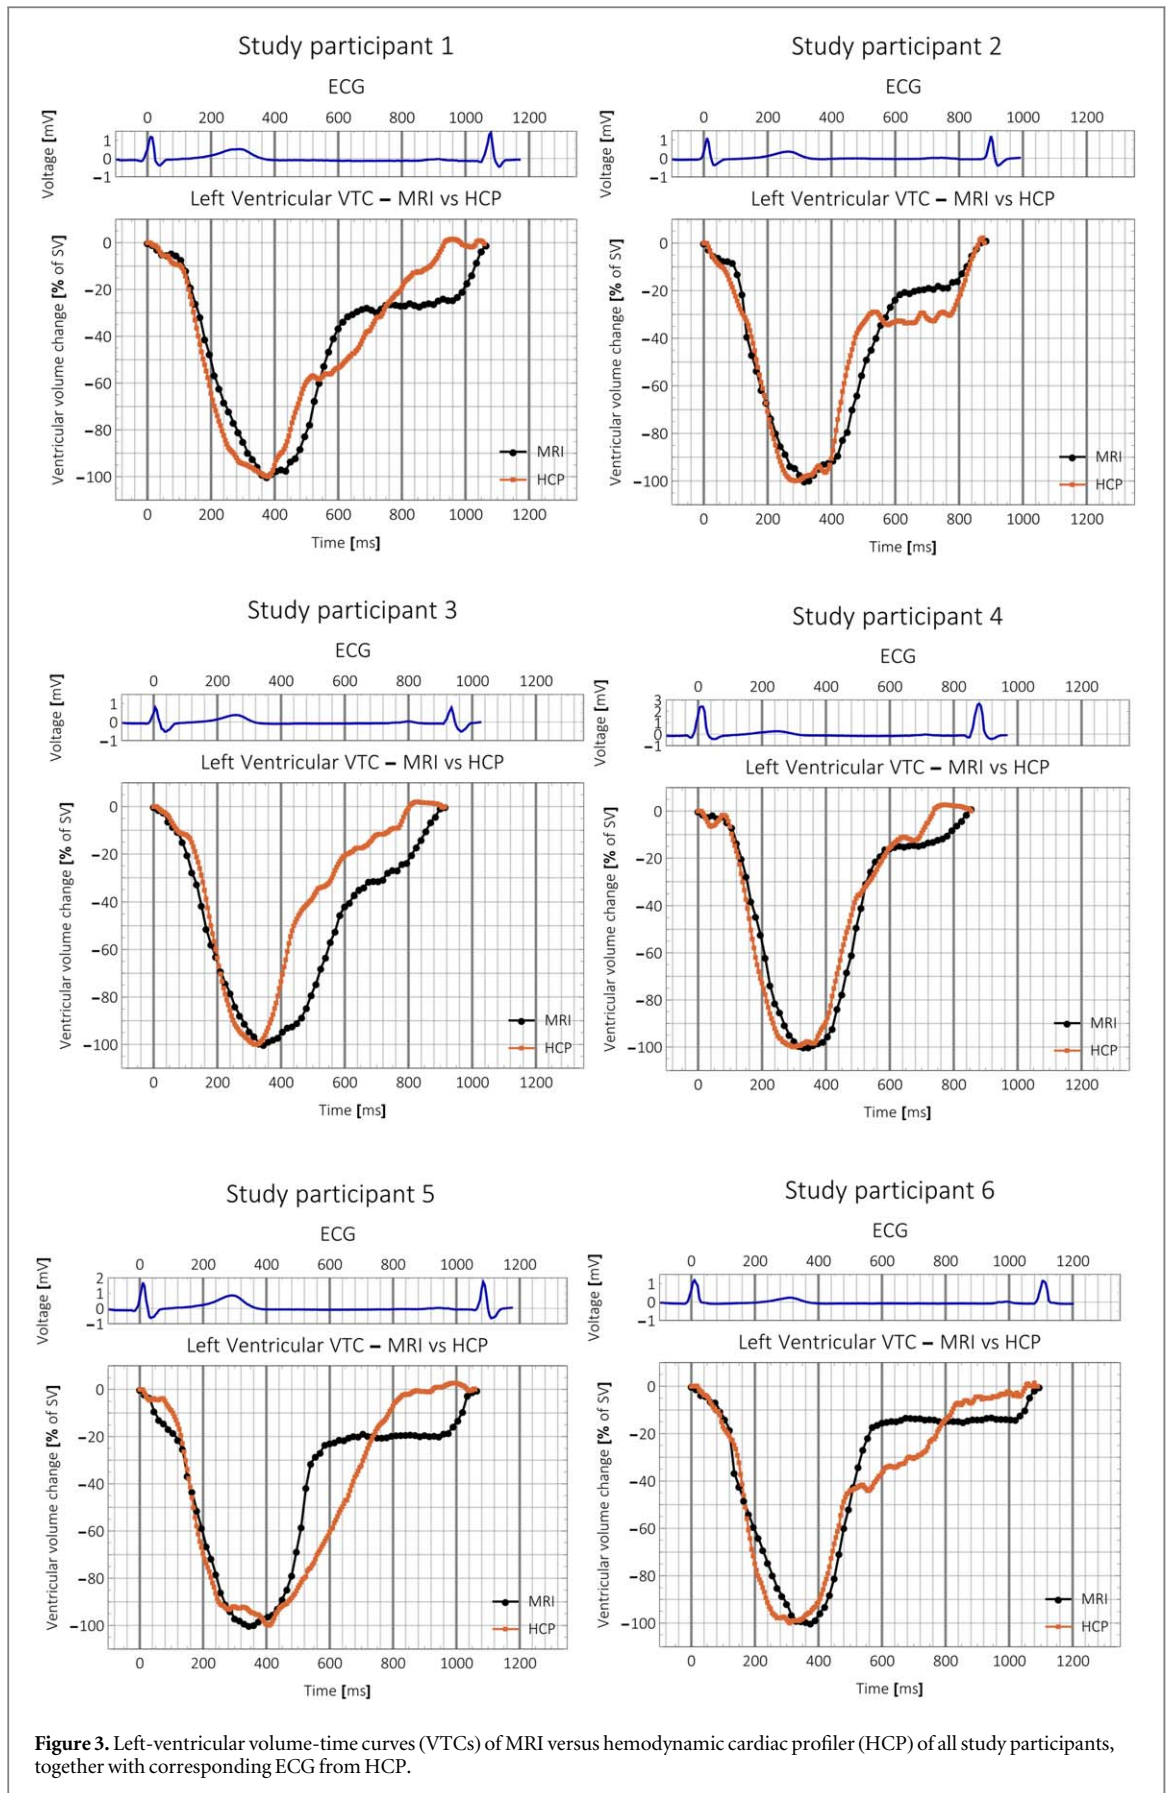 Study participant 1
ECG
0 200 400 600 800 1000 1200
Voltage [mV]
1
0
−1
Left Ventricular VTC – MRI vs HCP
Ventricular volume change [% of SV]
0
−20
−40
−60
−80
−100
MRI
HCP
0 200 400 600 800 1000 1200
Time [ms]
Study participant 2
ECG
0 200 400 600 800 1000 1200
Voltage [mV]
1
0
−1
Left Ventricular VTC – MRI vs HCP
Ventricular volume change [% of SV]
0
−20
−40
−60
−80
−100
MRI
HCP
0 200 400 600 800 1000 1200
Time [ms]
Study participant 3
ECG
0 200 400 600 800 1000 1200
Voltage [mV]
1
0
−1
Left Ventricular VTC – MRI vs HCP
Ventricular volume change [% of SV]
0
−20
−40
−60
−80
−100
MRI
HCP
0 200 400 600 800 1000 1200
Time [ms]
Study participant 4
ECG
0 200 400 600 800 1000 1200
Voltage [mV]
3
2
1
0
−1
Left Ventricular VTC – MRI vs HCP
Ventricular volume change [% of SV]
0
−20
−40
−60
−80
−100
MRI
HCP
0 200 400 600 800 1000 1200
Time [ms]
Study participant 5
ECG
0 200 400 600 800 1000 1200
Voltage [mV]
2
1
0
−1
Left Ventricular VTC – MRI vs HCP
Ventricular volume change [% of SV]
0
−20
−40
−60
−80
−100
MRI
HCP
0 200 400 600 800 1000 1200
Time [ms]
Study participant 6
ECG
0 200 400 600 800 1000 1200
Voltage [mV]
1
0
−1
Left Ventricular VTC – MRI vs HCP
Ventricular volume change [% of SV]
0
−20
−40
−60
−80
−100
MRI
HCP
0 200 400 600 800 1000 1200
Time [ms]
Figure 3. Left-ventricular volume-time curves (VTCs) of MRI versus hemodynamic cardiac profiler (HCP) of all study participants,
together with corresponding ECG from HCP.